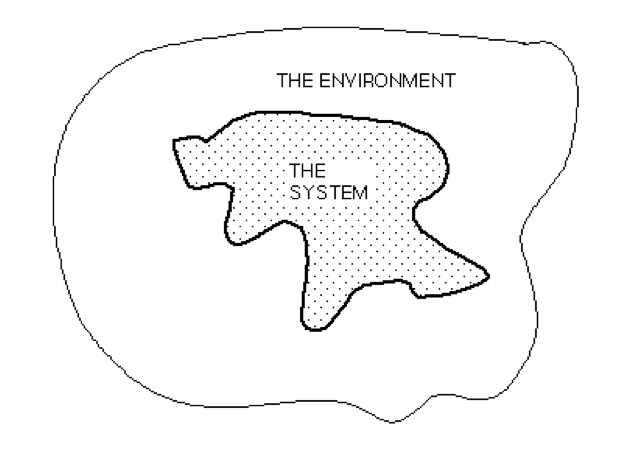 THE ENVIRONMENT
THE
SYSTEM